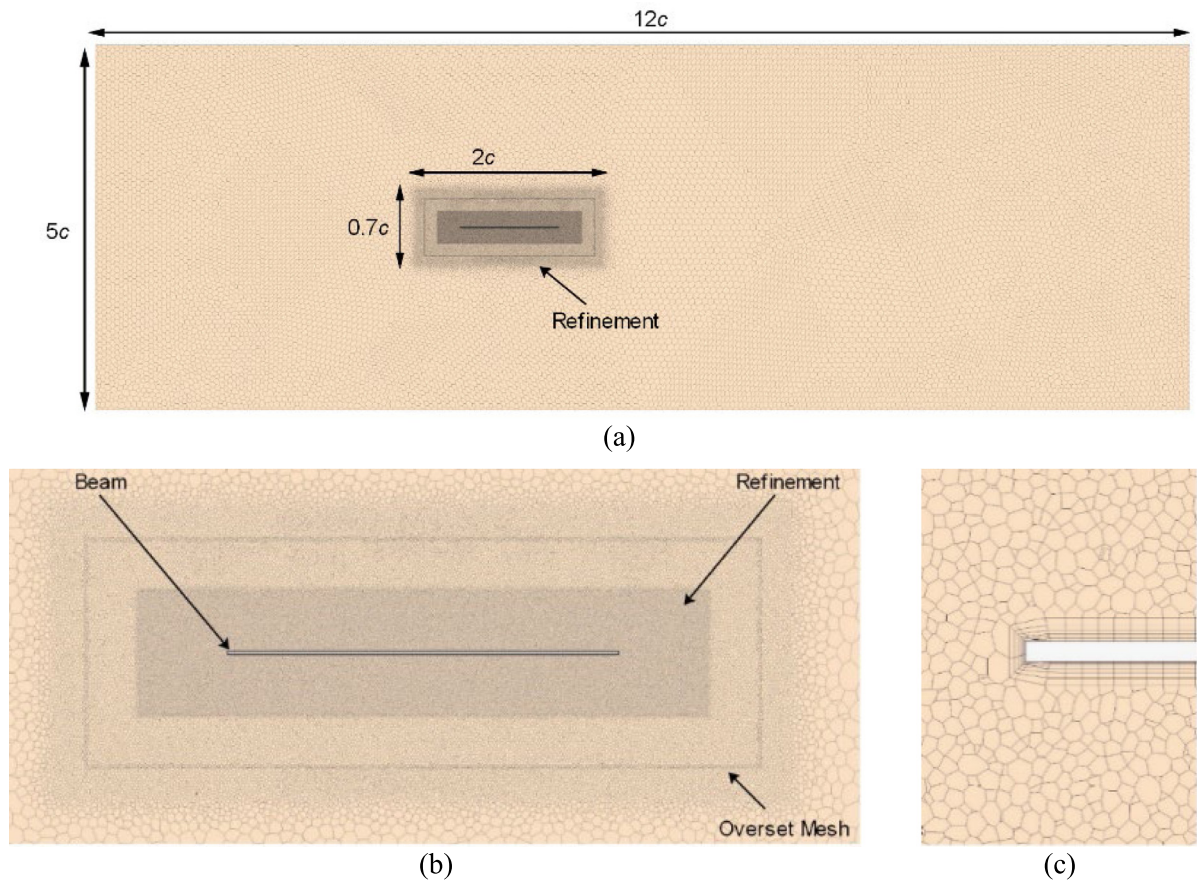 12c
2c
0.7c
5c
Refinement
(a)
Beam
Refinement
Overset Mesh
(b)
(c)